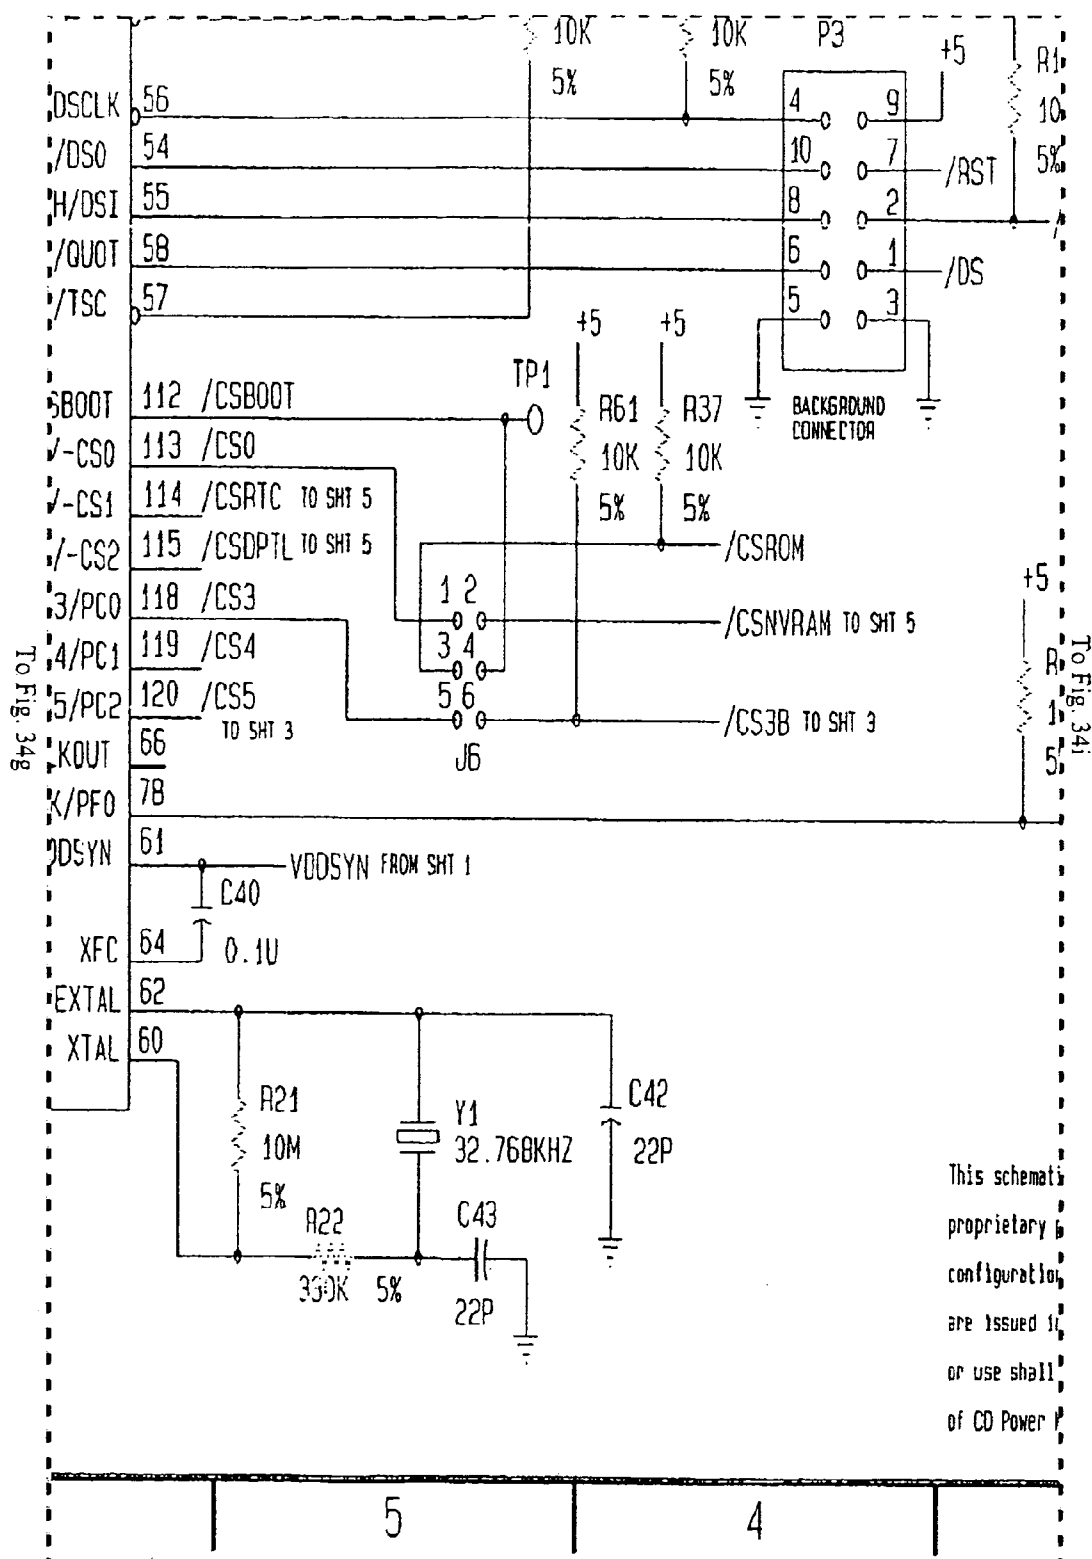 10K
5%
10K
5%
P3
+5
R1
10
5%
DSCLK 56
/DSO 54
H/DSI 55
/QUOT 58
/TSC 57
4 9
10 7
8 2
6 1
5 3
/RST
/
/DS
BACKGROUND
CONNECTOR
TP1
+5
+5
R61
10K
5%
R37
10K
5%
SBOOT 112 /CSBOOT
/-CS0 113 /CS0
/-CS1 114 /CSRTC TO SHT 5
/-CS2 115 /CSDPTL TO SHT 5
3/PC0 118 /CS3
4/PC1 119 /CS4
5/PC2 120 /CS5
TO SHT 3
KOUT 66
K/PF0 78
DDSYN 61
VDDSYN FROM SHT 1
/CSROM
/CSNVRAM TO SHT 5
/CS3B TO SHT 3
1 2
3 4
5 6
J6
+5
R
1
5
To Fig. 34g
To Fig. 34i
C40
0.1U
XFC 64
EXTAL 62
XTAL 60
R21
10M
5%
R22
330K 5%
Y1
32.768KHZ
C43
22P
C42
22P
This schemati
proprietary
configuration
are issued i
or use shall
of CD Power
5
4